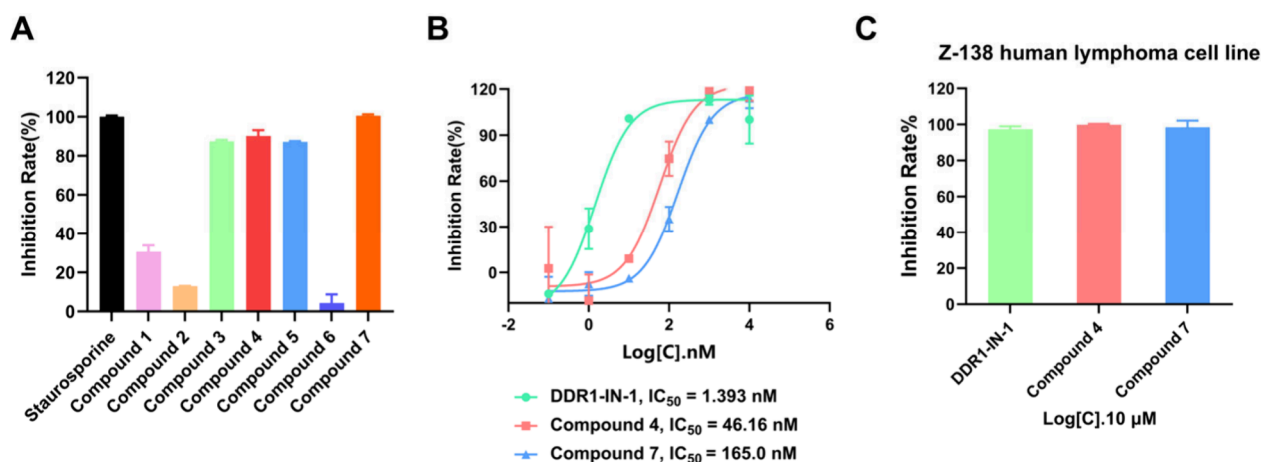 A
Inhibition Rate(%)
120
100
80
60
40
20
0
Staurosporine
Compound 1
Compound 2
Compound 3
Compound 4
Compound 5
Compound 6
Compound 7
B
Inhibition Rate(%)
120
90
60
30
0
-2
0
2
4
6
Log[C].nM
DDR1-IN-1, IC50 = 1.393 nM
Compound 4, IC50 = 46.16 nM
Compound 7, IC50 = 165.0 nM
C
Z-138 human lymphoma cell line
Inhibition Rate%
120
100
80
60
40
20
0
DDR1-IN-1
Compound 4
Compound 7
Log[C].10 μM